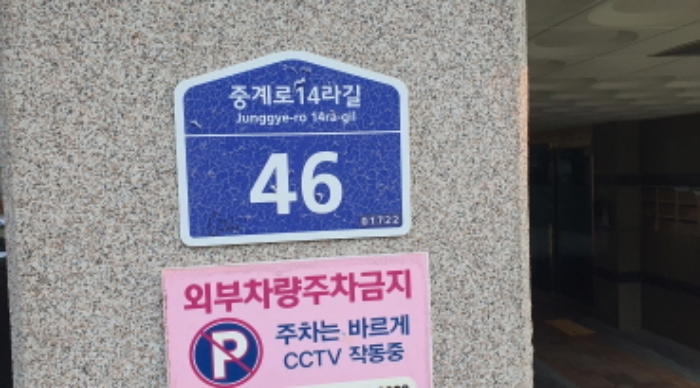 중계로14라길
Junggye-ro 14ra-gil
46
01722
외부차량주차금지
P 주차는 바르게
CCTV 작동중